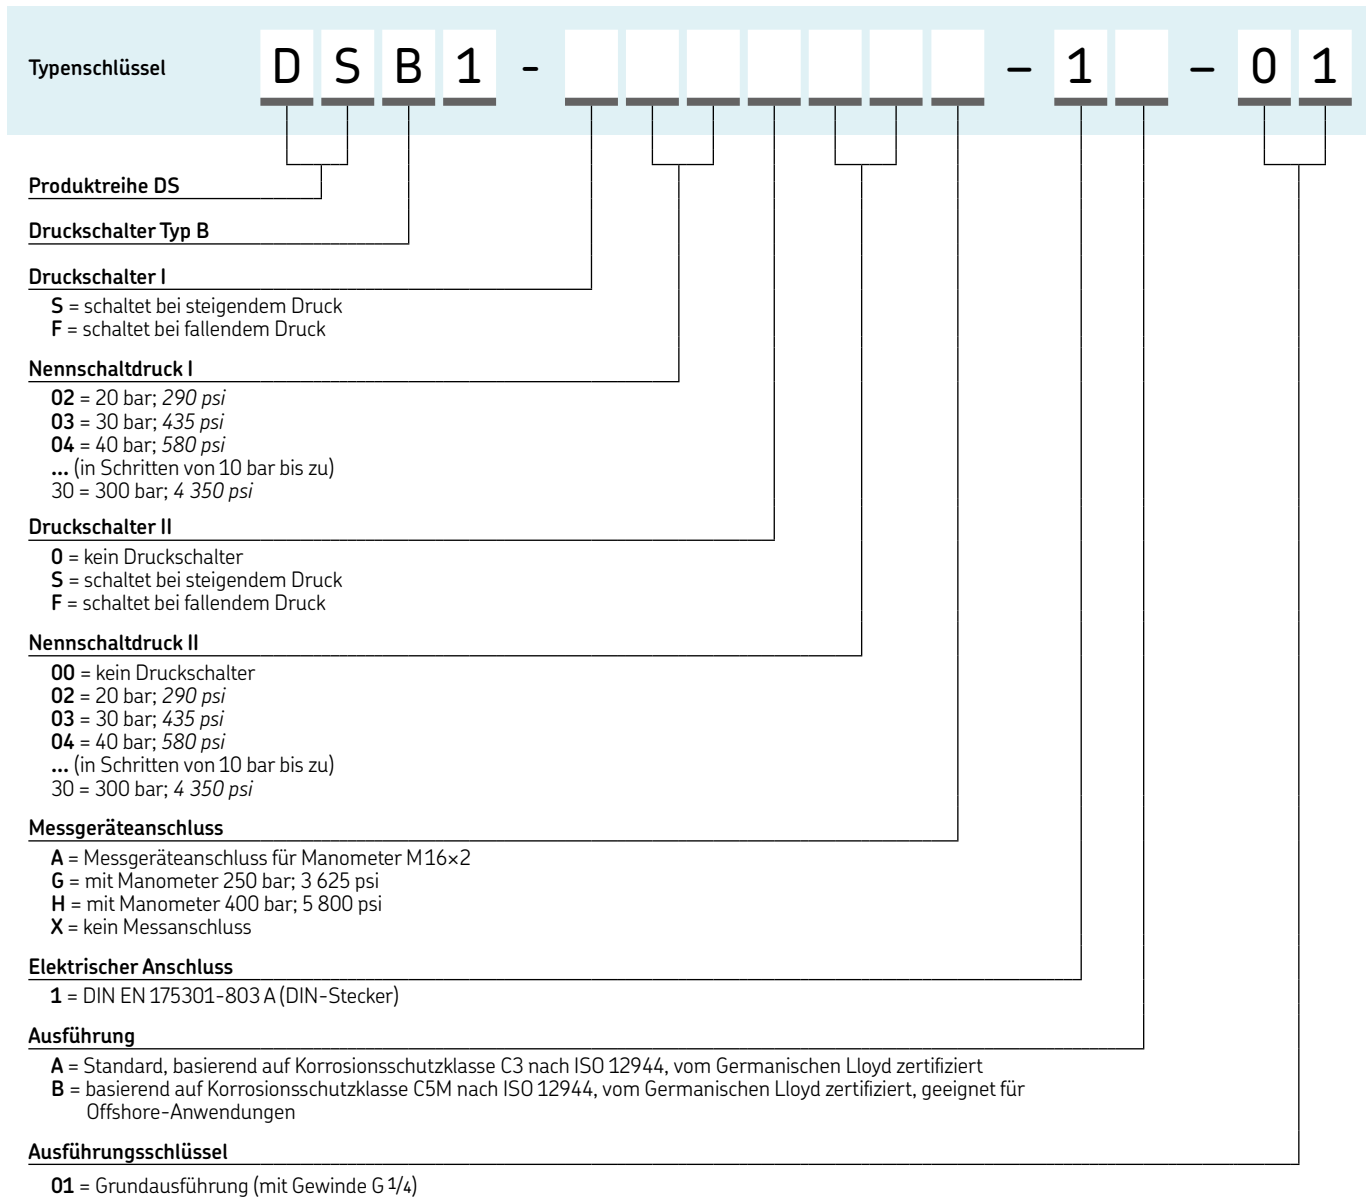 Typenschlüssel D S B 1 - – 1 – 0 1
Produktreihe DS
Druckschalter Typ B
Druckschalter I
S = schaltet bei steigendem Druck
F = schaltet bei fallendem Druck
Nennschaltdruck I
02 = 20 bar; 290 psi
03 = 30 bar; 435 psi
04 = 40 bar; 580 psi
... (in Schritten von 10 bar bis zu)
30 = 300 bar; 4 350 psi
Druckschalter II
0 = kein Druckschalter
S = schaltet bei steigendem Druck
F = schaltet bei fallendem Druck
Nennschaltdruck II
00 = kein Druckschalter
02 = 20 bar; 290 psi
03 = 30 bar; 435 psi
04 = 40 bar; 580 psi
... (in Schritten von 10 bar bis zu)
30 = 300 bar; 4 350 psi
Messgeräteanschluss
A = Messgeräteanschluss für Manometer M16×2
G = mit Manometer 250 bar; 3 625 psi
H = mit Manometer 400 bar; 5 800 psi
X = kein Messanschluss
Elektrischer Anschluss
1 = DIN EN 175301-803 A (DIN-Stecker)
Ausführung
A = Standard, basierend auf Korrosionsschutzklasse C3 nach ISO 12944, vom Germanischen Lloyd zertifiziert
B = basierend auf Korrosionsschutzklasse C5M nach ISO 12944, vom Germanischen Lloyd zertifiziert, geeignet für
Offshore-Anwendungen
Ausführungsschlüssel
01 = Grundausführung (mit Gewinde G 1/4)